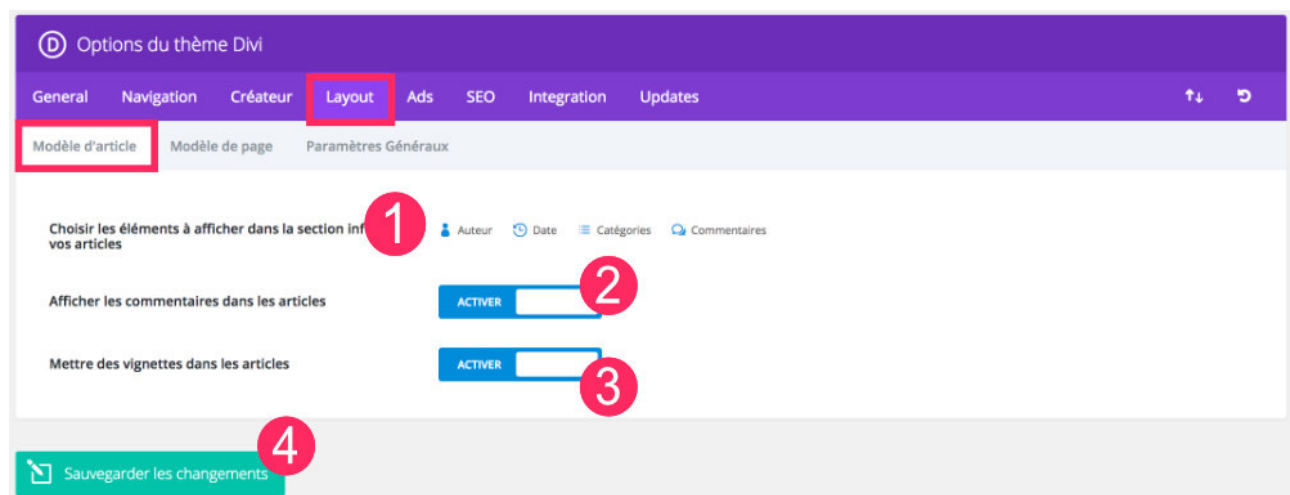 D Options du thème Divi
General Navigation Créateur Layout Ads SEO Integration Updates
Modèle d'article Modèle de page Paramètres Généraux
Choisir les éléments à afficher dans la section 1 Auteur Date Catégories Commentaires
vos articles
Afficher les commentaires dans les articles ACTIVER 2
Mettre des vignettes dans les articles ACTIVER 3
4
Sauvegarder les changements